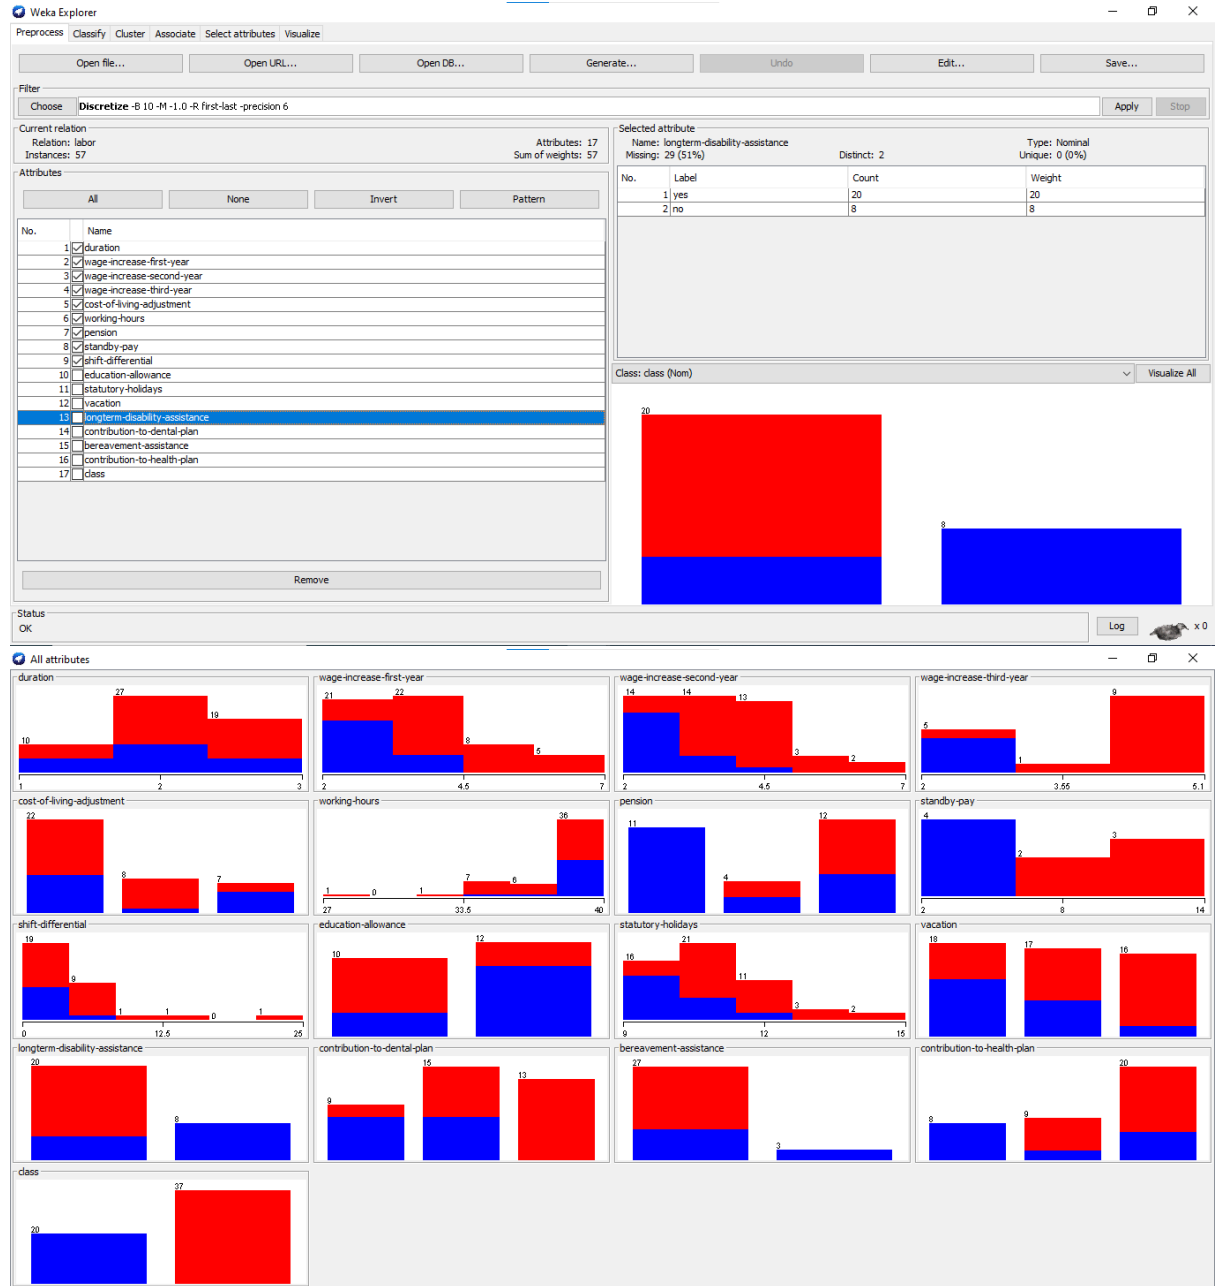 Weka Explorer
Preprocess Classify Cluster Associate Select attributes Visualize
Open file... Open URL... Open DB... Generate... Undo Edit... Save...
Filter
Choose Discretize -B 10 -M -1.0 -R first-last -precision 6 Apply Stop
Current relation
Relation: labor Attributes: 17
Instances: 57 Sum of weights: 57
Attributes
All None Invert Pattern
No. Name
1 duration
2 wage-increase-first-year
3 wage-increase-second-year
4 wage-increase-third-year
5 cost-of-living-adjustment
6 working-hours
7 pension
8 standby-pay
9 shift-differential
10 education-allowance
11 statutory-holidays
12 vacation
13 longterm-disability-assistance
14 contribution-to-dental-plan
15 bereavement-assistance
16 contribution-to-health-plan
17 class
Remove
Selected attribute
Name: longterm-disability-assistance Type: Nominal
Missing: 29 (51%) Distinct: 2 Unique: 0 (0%)
No. Label Count Weight
1 yes 20 20
2 no 8 8
Class: class (Nom) Visualize All
20
8
Status
OK Log x 0
All attributes
duration
10 27 19
1 2 3
wage-increase-first-year
21 22 8 5
2 4.5 7
wage-increase-second-year
14 14 13 3 2
2 4.5 7
wage-increase-third-year
5 1 9
2 3.55 5.1
cost-of-living-adjustment
22 8 7
working-hours
1 0 1 7 6 36
27 33.5 40
pension
11 4 12
standby-pay
4 2 3
2 8 14
shift-differential
19 9 1 1 0 1
0 12.5 25
education-allowance
10 12
statutory-holidays
16 21 11 3 2
9 12 15
vacation
18 17 16
longterm-disability-assistance
20 8
contribution-to-dental-plan
9 15 13
bereavement-assistance
27 3
contribution-to-health-plan
8 9 20
class
20 37